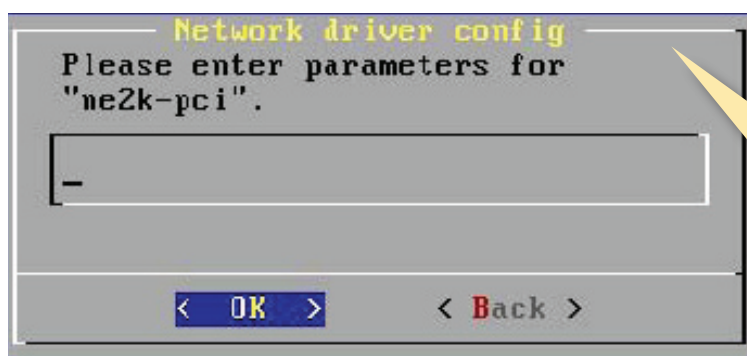 Network driver config
Please enter parameters for
"ne2k-pci".
_
< OK >    < Back >